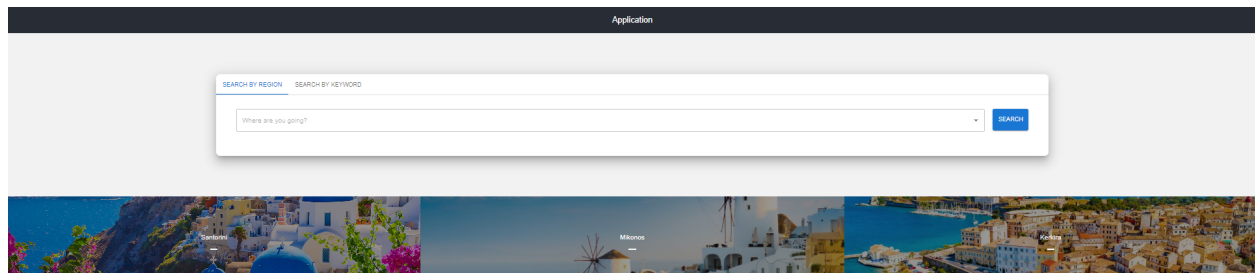 Application
SEARCH BY REGION SEARCH BY KEYWORD
Where are you going? SEARCH
Santorini Mikonos Kerkira